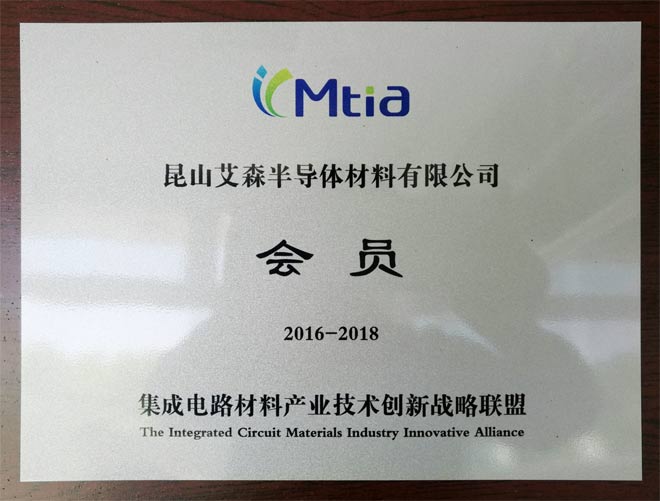 ICMtia
昆山艾森半导体材料有限公司
会 员
2016-2018
集成电路材料产业技术创新战略联盟
The Integrated Circuit Materials Industry Innovative Alliance